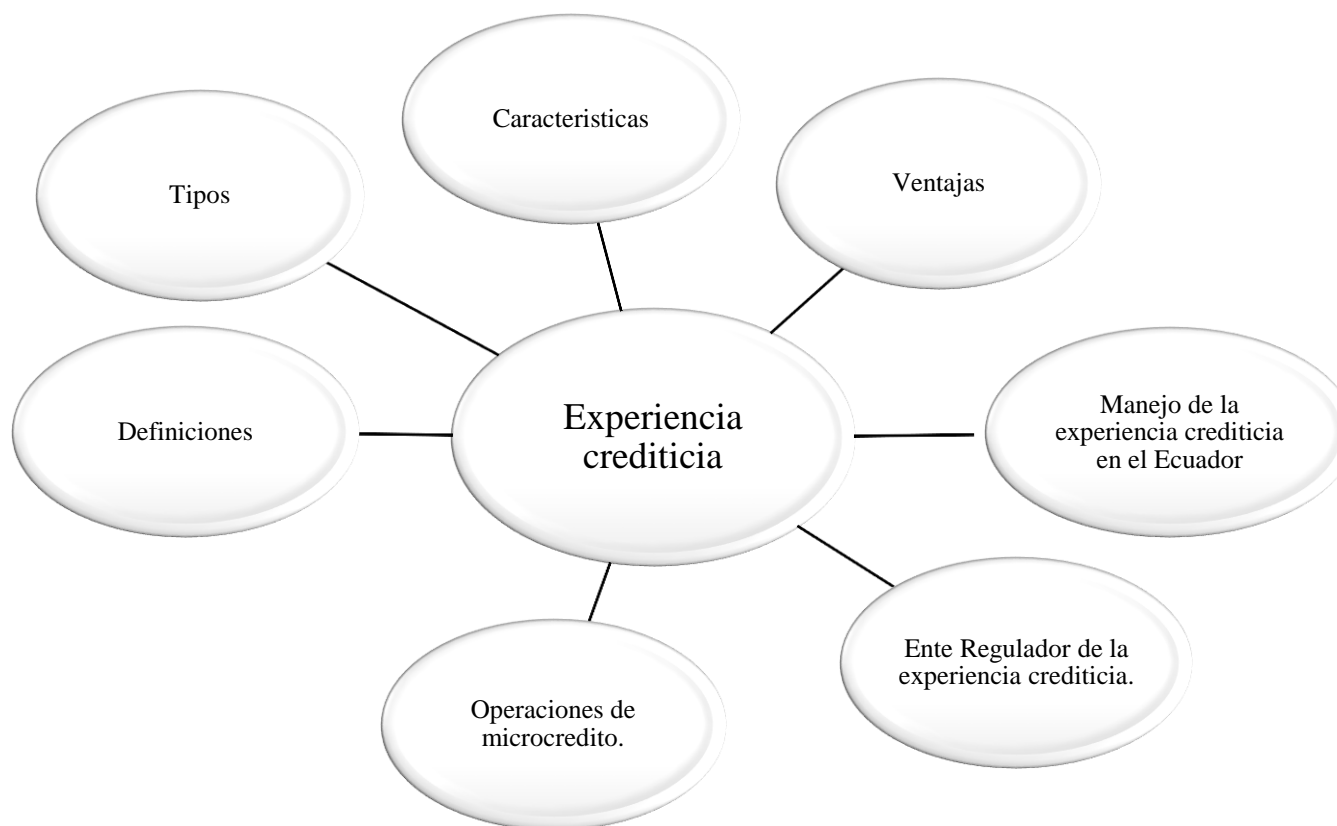 Caracteristicas
Ventajas
Tipos
Experiencia
crediticia
Manejo de la
experiencia crediticia
en el Ecuador
Definiciones
Ente Regulador de la
experiencia crediticia.
Operaciones de
microcredito.